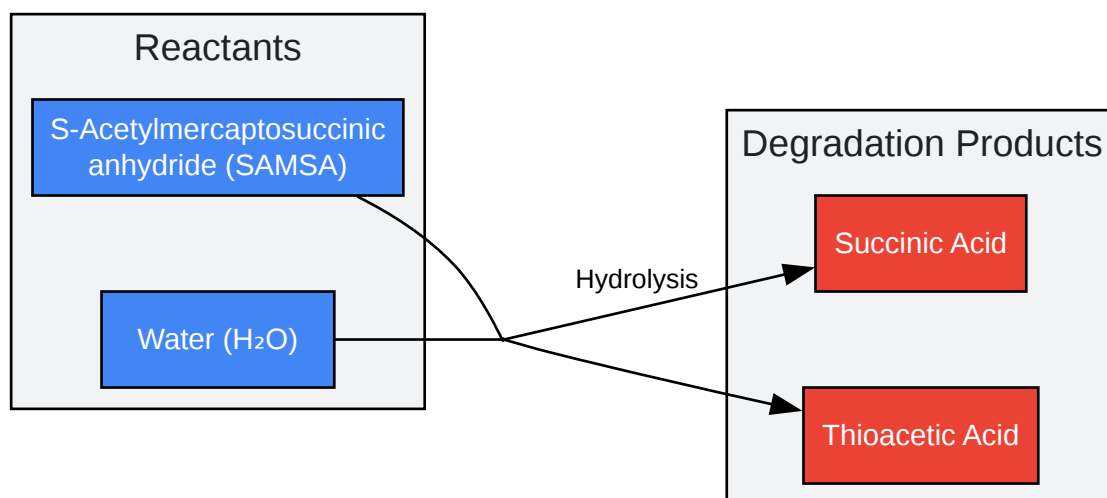 Reactants
S-Acetylmercaptosuccinic
anhydride (SAMSA)
Water (H₂O)
Hydrolysis
Degradation Products
Succinic Acid
Thioacetic Acid